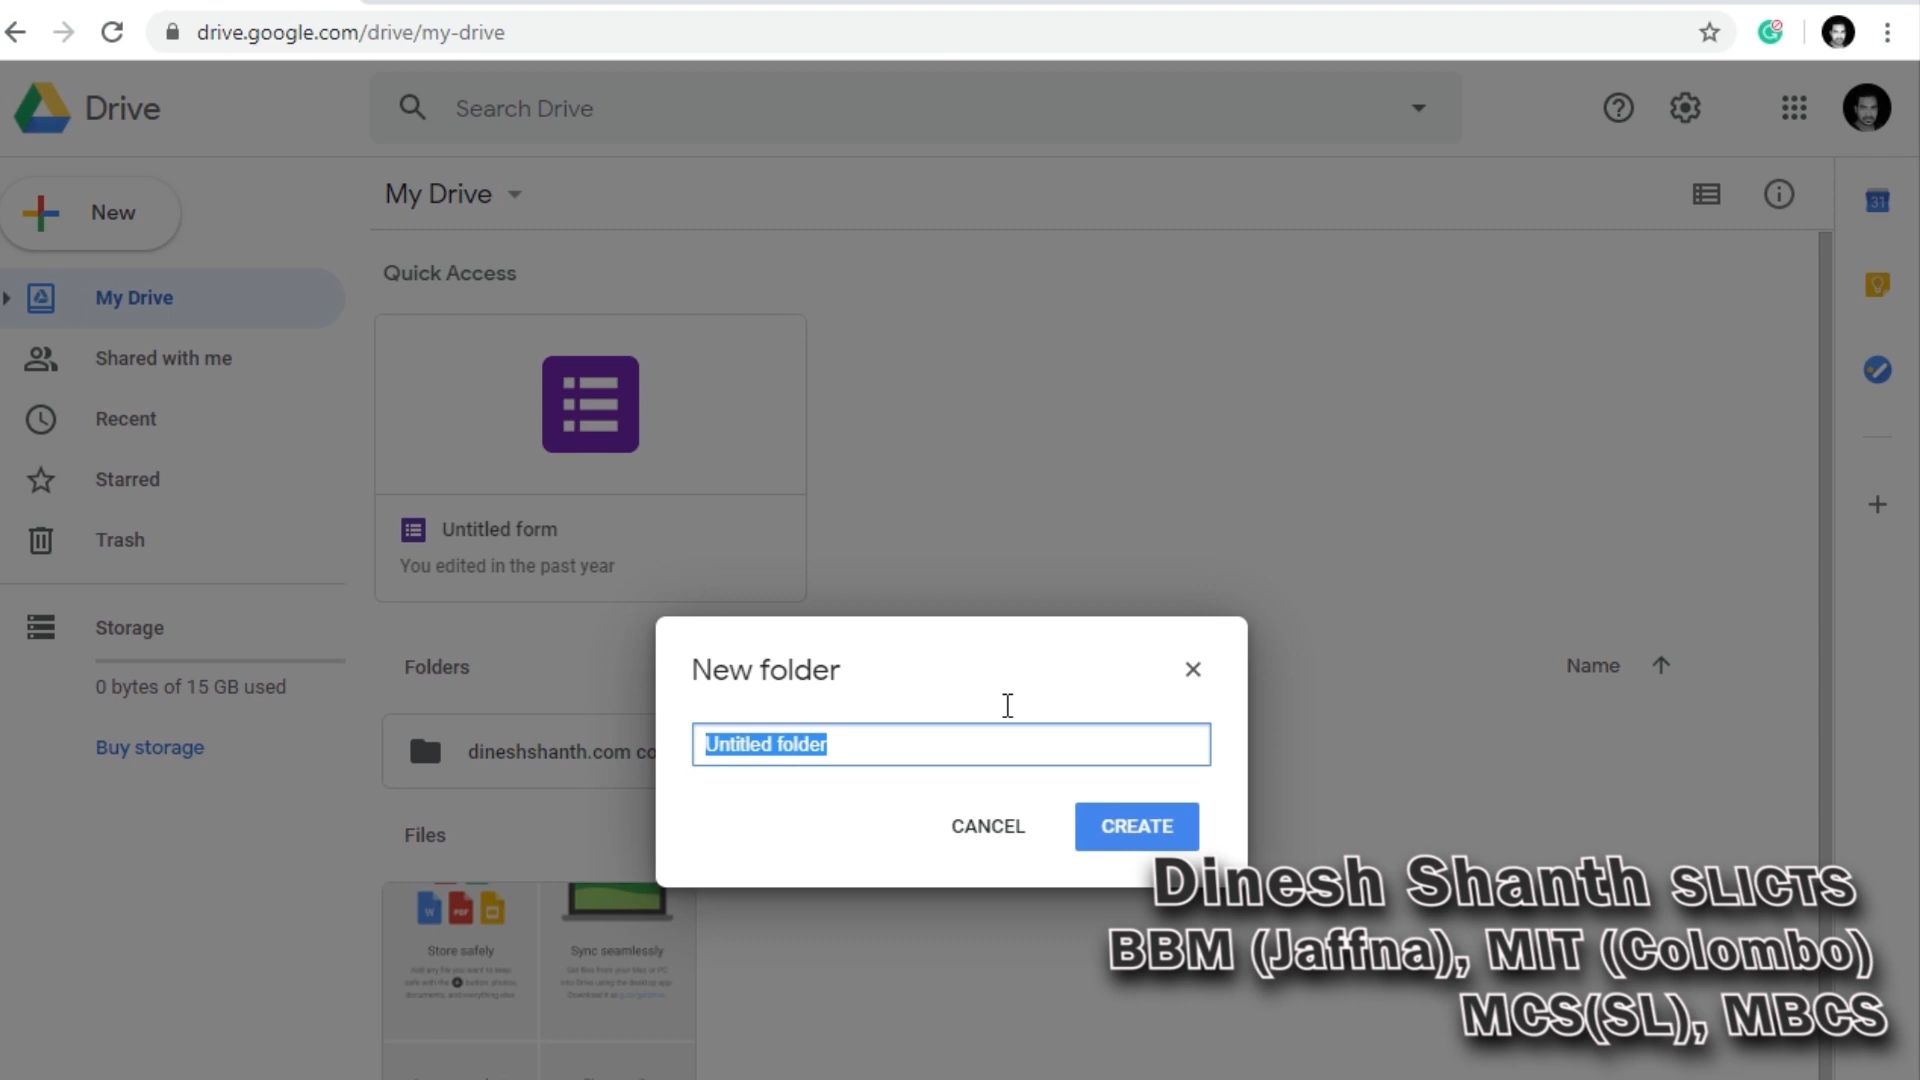 drive.google.com/drive/my-drive
Drive
Search Drive
New
My Drive
31
Quick Access
My Drive
Shared with me
Recent
Starred
Untitled form
Trash
You edited in the past year
Storage
Folders
New folder
Name
0 bytes of 15 GB used
Untitled folder
Buy storage
dineshshanth.com co
CANCEL
CREATE
Files
W
PDF
Store safely
Sync seamlessly
Dinesh Shanth SLICTS
BBM (Jaffna), MIT (Colombo)
MCS(SL), MBCS